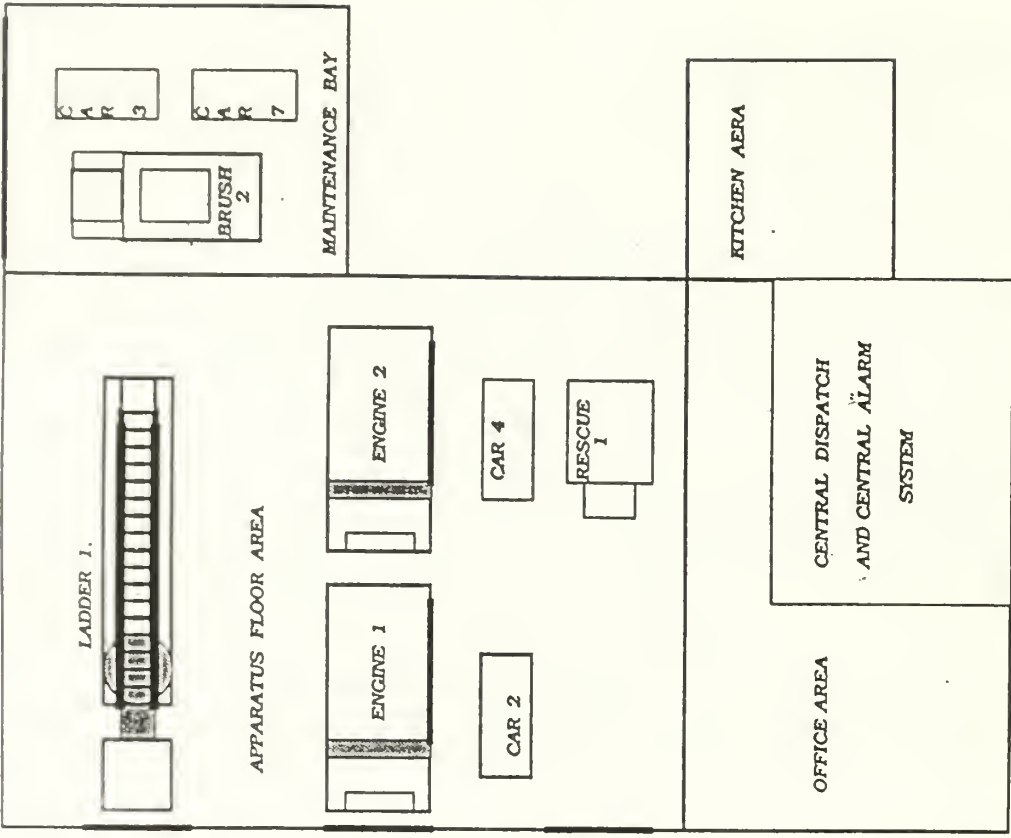 CAR 3
CAR 7
BRUSH
2
MAINTENANCE BAY
LADDER 1.
APPARATUS FLOOR AREA
ENGINE 1
ENGINE 2
CAR 2
CAR 4
RESCUE
1
KITCHEN AERA
OFFICE AREA
CENTRAL DISPATCH
AND CENTRAL ALARM
SYSTEM